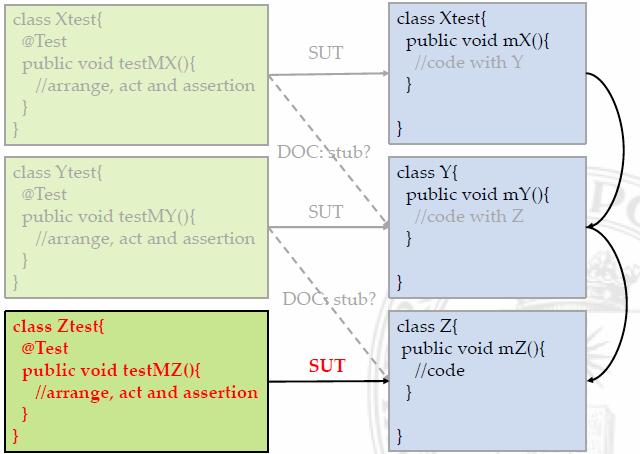 class Xtest{
@Test
public void testMX(){
//arrange, act and assertion
}
}
SUT
class Xtest{
public void mX(){
//code with Y
}
}
DOC: stub?
class Ytest{
@Test
public void testMY(){
//arrange, act and assertion
}
}
SUT
class Y{
public void mY(){
//code with Z
}
}
DOC: stub?
class Ztest{
@Test
public void testMZ(){
//arrange, act and assertion
}
}
SUT
class Z{
public void mZ(){
//code
}
}